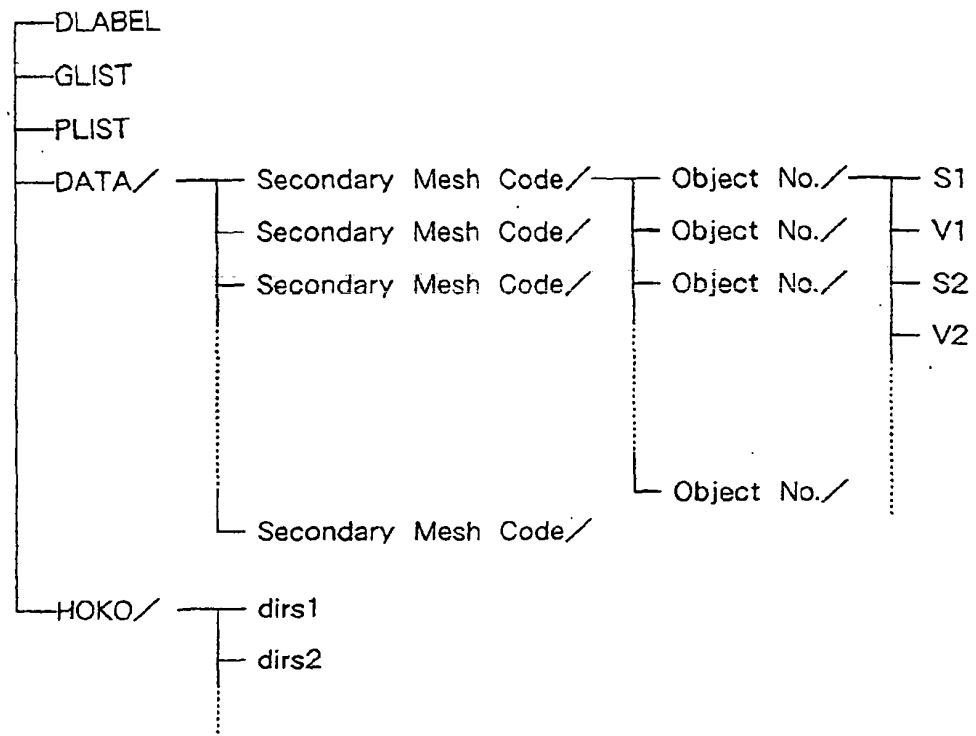 DLABEL
GLIST
PLIST
DATA/ Secondary Mesh Code/ Object No./ S1
Secondary Mesh Code/ Object No./ V1
Secondary Mesh Code/ Object No./ S2
V2
Object No./
Secondary Mesh Code/
HOKO/ dirs1
dirs2